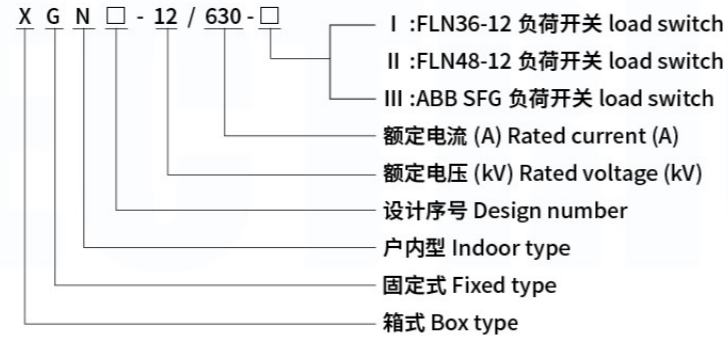 X G N □ - 12 / 630 - □
Ⅰ :FLN36-12 负荷开关 load switch
Ⅱ :FLN48-12 负荷开关 load switch
Ⅲ :ABB SFG 负荷开关 load switch
额定电流 (A) Rated current (A)
额定电压 (kV) Rated voltage (kV)
设计序号 Design number
户内型 Indoor type
固定式 Fixed type
箱式 Box type